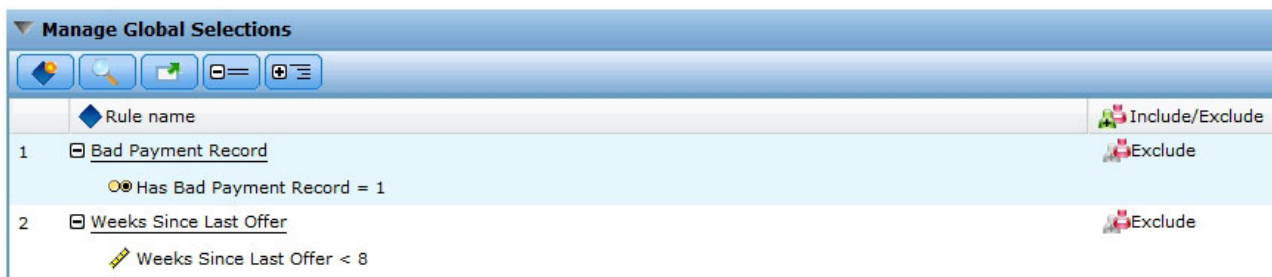 Manage Global Selections
Rule name Include/Exclude
1 Bad Payment Record Exclude
Has Bad Payment Record = 1
2 Weeks Since Last Offer Exclude
Weeks Since Last Offer < 8